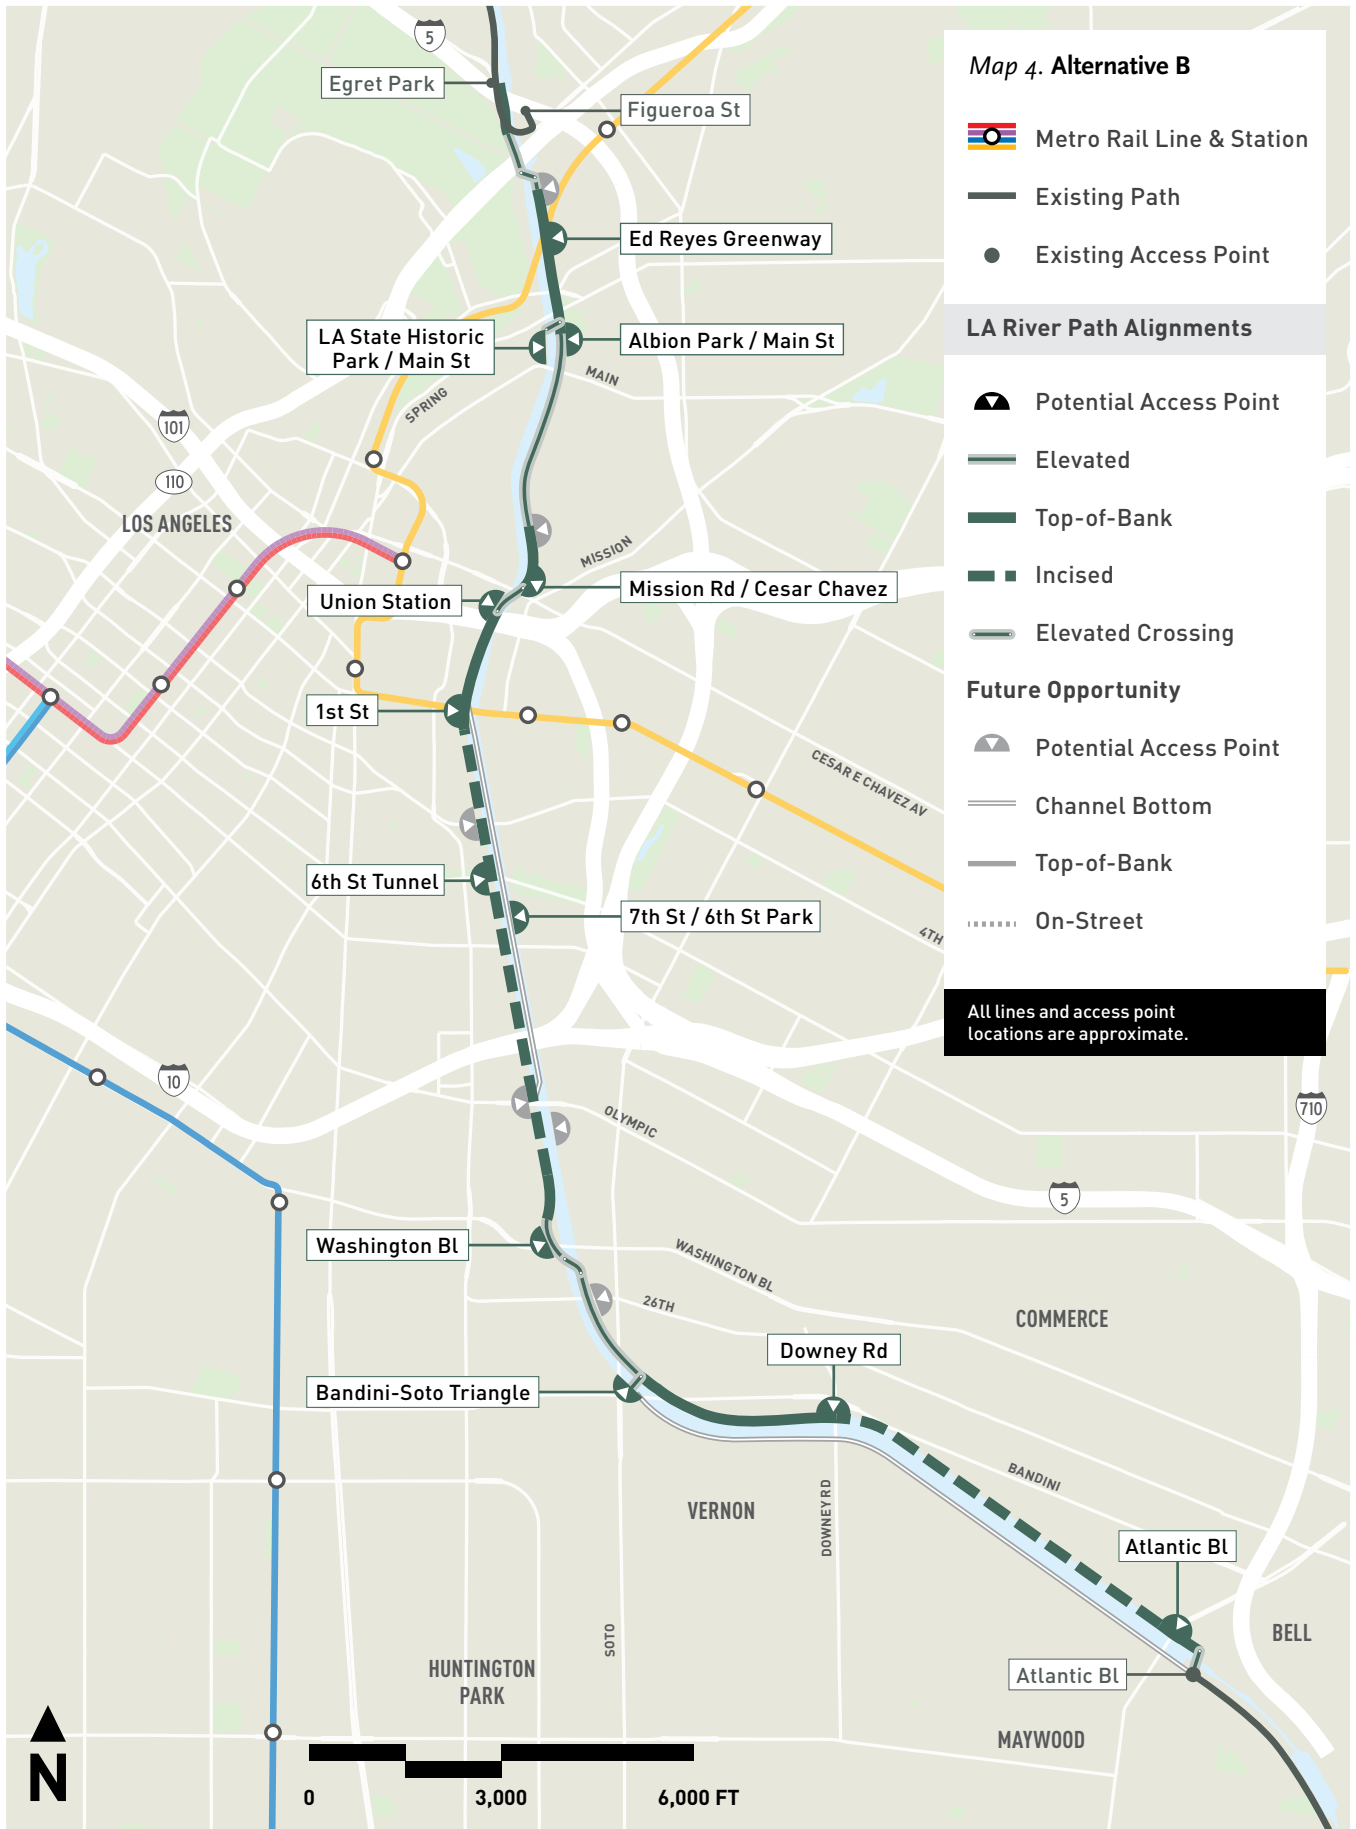 5
Egret Park
Figueroa St
Ed Reyes Greenway
LA State Historic
Park / Main St
Albion Park / Main St
MAIN
SPRING
101
110
LOS ANGELES
MISSION
Union Station
Mission Rd / Cesar Chavez
1st St
CESAR E CHAVEZ AV
6th St Tunnel
7th St / 6th St Park
4TH
10
OLYMPIC
710
5
Washington Bl
WASHINGTON BL
26TH
COMMERCE
Downey Rd
Bandini-Soto Triangle
BANDINI
VERNON
DOWNEY RD
Atlantic Bl
SOTO
BELL
HUNTINGTON
PARK
Atlantic Bl
MAYWOOD
N
0
3,000
6,000 FT
Map 4. Alternative B
Metro Rail Line & Station
Existing Path
Existing Access Point
LA River Path Alignments
Potential Access Point
Elevated
Top-of-Bank
Incised
Elevated Crossing
Future Opportunity
Potential Access Point
Channel Bottom
Top-of-Bank
On-Street
All lines and access point
locations are approximate.